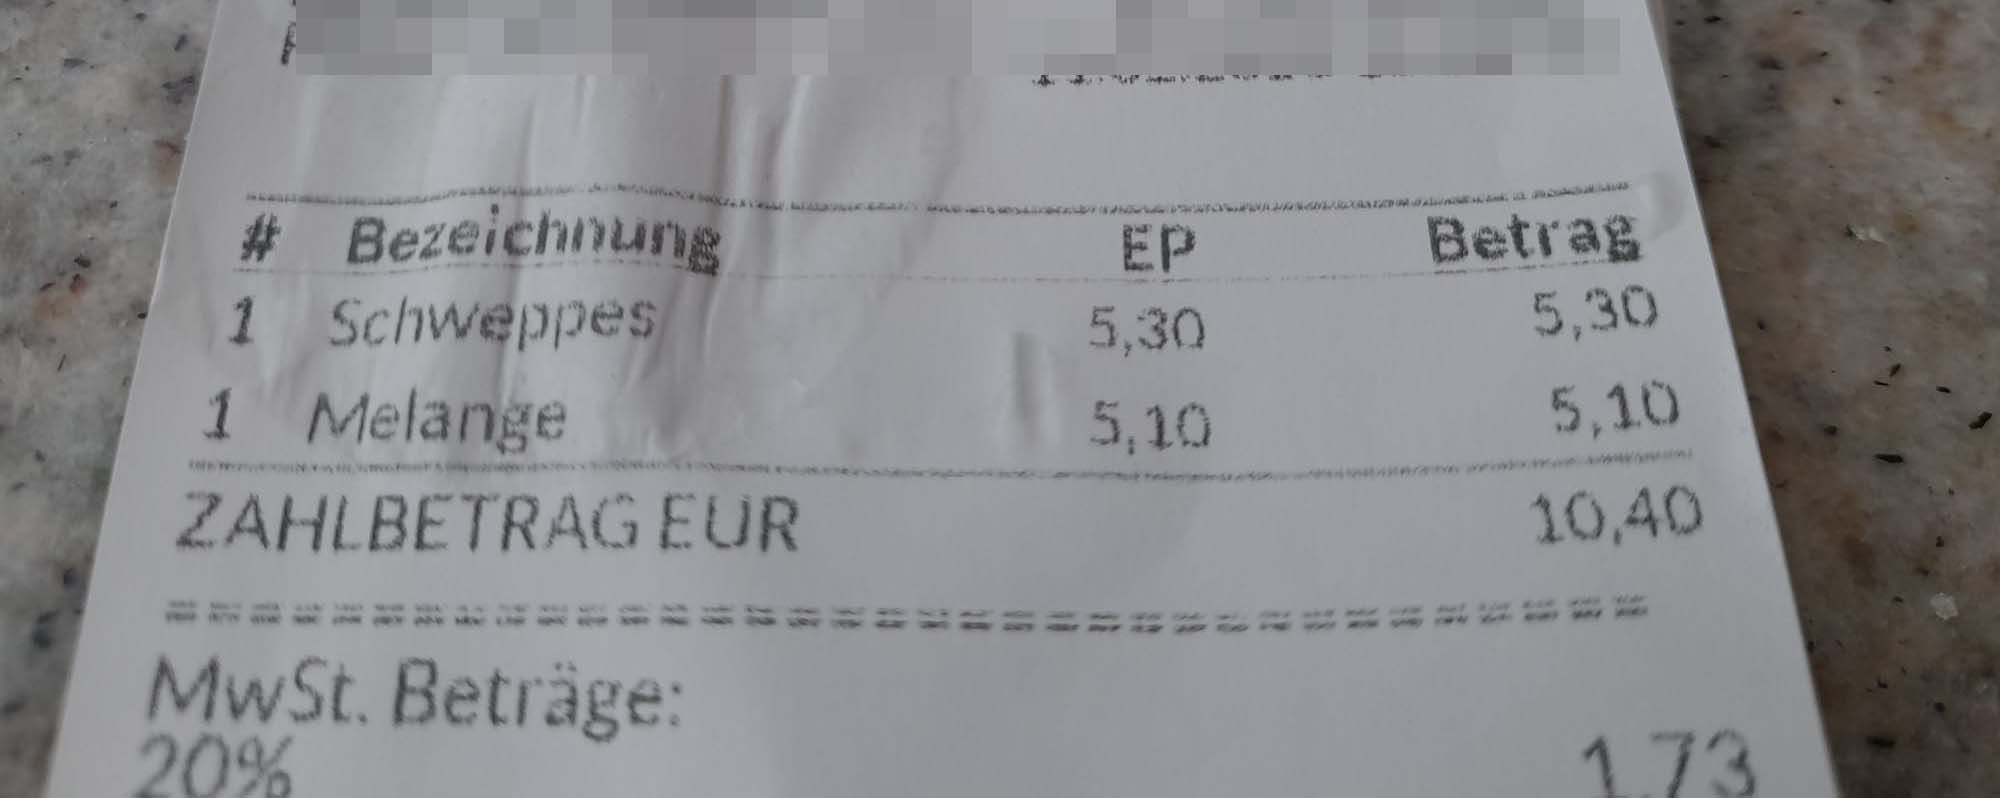 # Bezeichnung EP Betrag
1 Schweppes 5,30 5,30
1 Melange 5,10 5,10
ZAHLBETRAG EUR 10,40
MwSt. Beträge:
20% 1,73